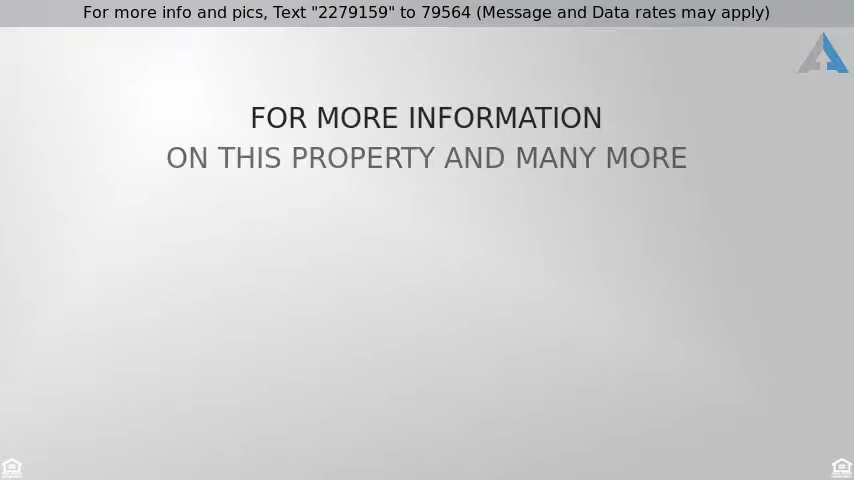 For more info and pics, Text "2279159" to 79564 (Message and Data rates may apply)
FOR MORE INFORMATION
ON THIS PROPERTY AND MANY MORE